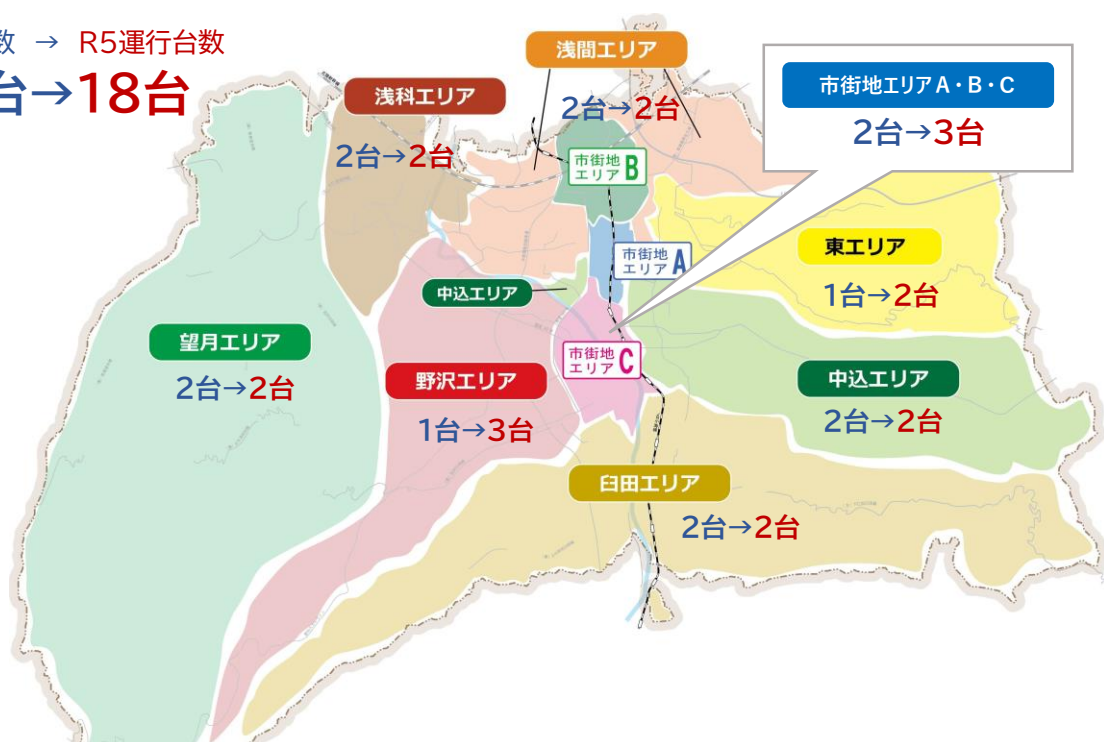 数 → R5運行台数
台→18台
浅間エリア
2台→2台
浅科エリア
2台→2台
市街地エリアA・B・C
2台→3台
市街地
エリア B
市街地
エリア A
東エリア
1台→2台
中込エリア
望月エリア
2台→2台
野沢エリア
1台→3台
市街地
エリア C
中込エリア
2台→2台
臼田エリア
2台→2台